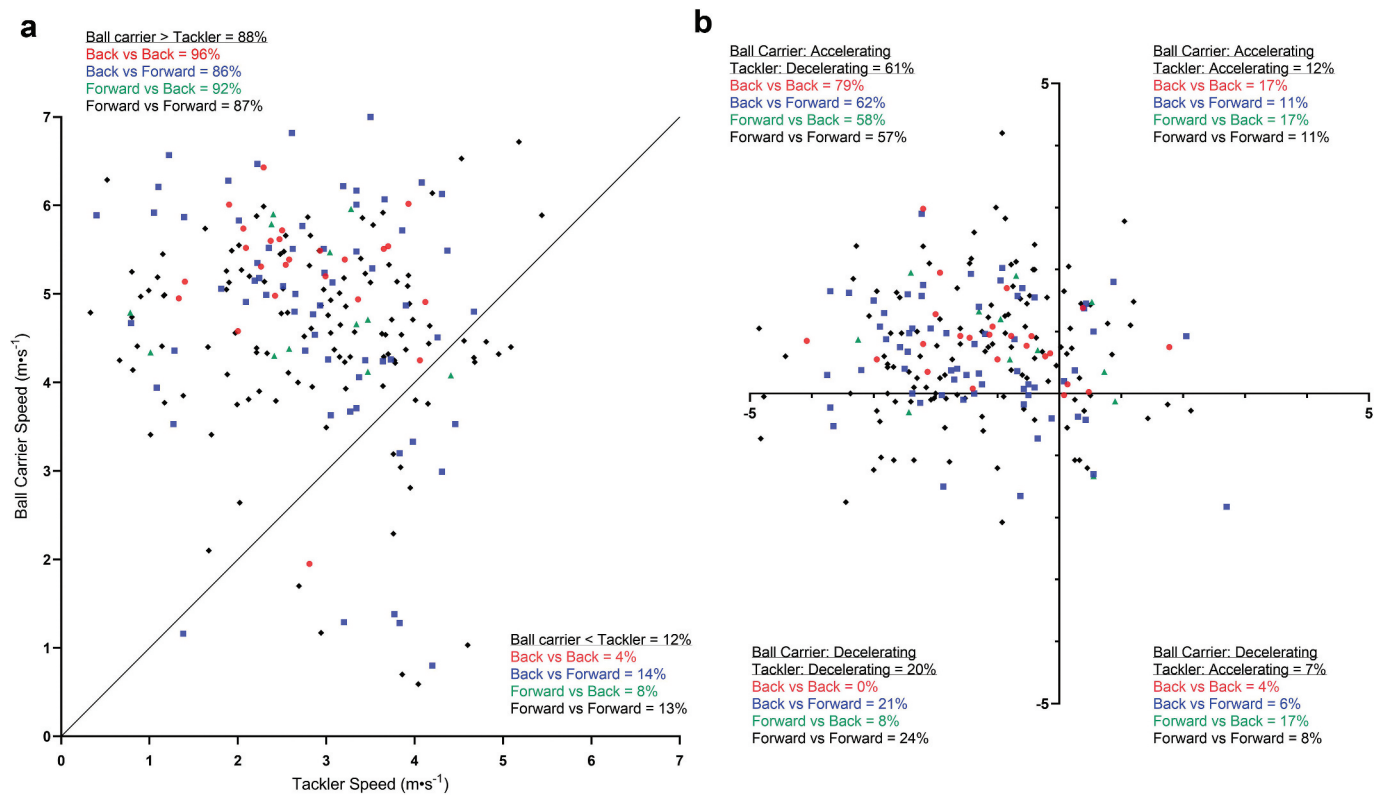 a
Ball carrier > Tackler = 88%
Back vs Back = 96%
Back vs Forward = 86%
Forward vs Back = 92%
Forward vs Forward = 87%
7
6
5
4
3
2
1
0
Ball Carrier Speed (m•s⁻¹)
Ball carrier < Tackler = 12%
Back vs Back = 4%
Back vs Forward = 14%
Forward vs Back = 8%
Forward vs Forward = 13%
0 1 2 3 4 5 6 7
Tackler Speed (m•s⁻¹)
b
Ball Carrier: Accelerating
Tackler: Decelerating = 61%
Back vs Back = 79%
Back vs Forward = 62%
Forward vs Back = 58%
Forward vs Forward = 57%
Ball Carrier: Accelerating
Tackler: Accelerating = 12%
Back vs Back = 17%
Back vs Forward = 11%
Forward vs Back = 17%
Forward vs Forward = 11%
5
-5
5
-5
Ball Carrier: Decelerating
Tackler: Decelerating = 20%
Back vs Back = 0%
Back vs Forward = 21%
Forward vs Back = 8%
Forward vs Forward = 24%
Ball Carrier: Decelerating
Tackler: Accelerating = 7%
Back vs Back = 4%
Back vs Forward = 6%
Forward vs Back = 17%
Forward vs Forward = 8%